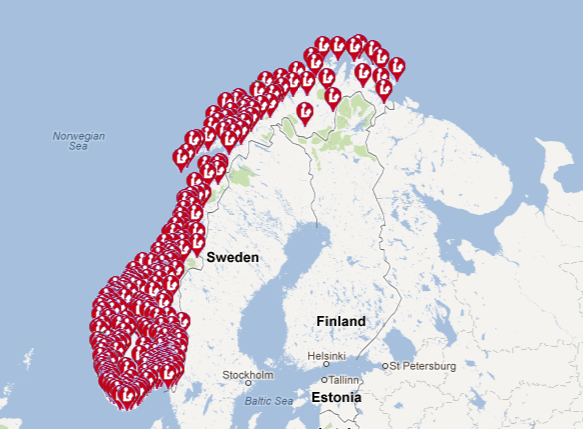 Norwegian
Sea
Sweden
Finland
Helsinki
St Petersburg
Stockholm
Tallinn
Baltic Sea
Estonia